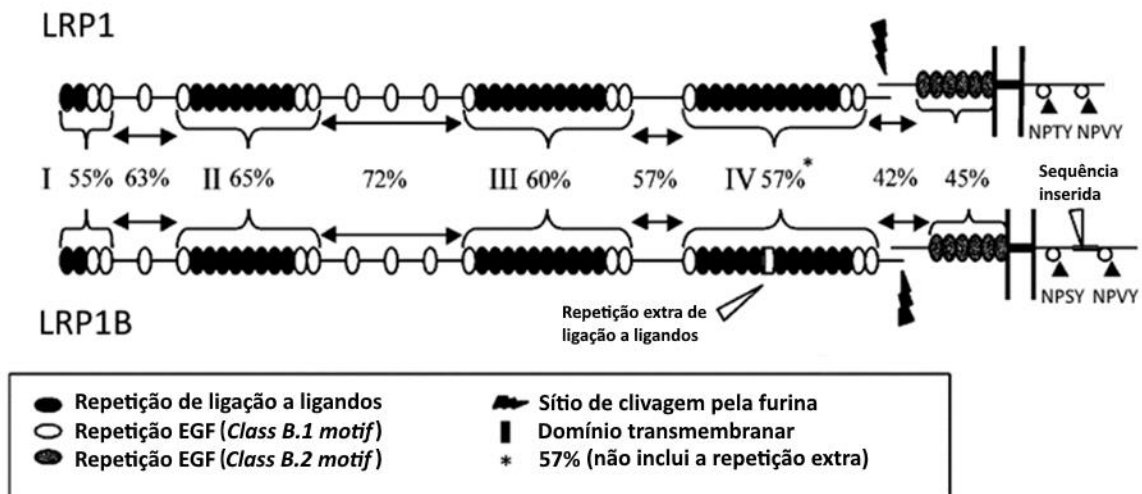 LRP1
NPTY NPVY
I 55% 63% II 65% 72% III 60% 57% IV 57%* 42% 45%
Sequência
inserida
NPSY NPVY
Repetição extra de
ligação a ligandos
LRP1B
Repetição de ligação a ligandos
Repetição EGF (Class B.1 motif)
Repetição EGF (Class B.2 motif)
Sítio de clivagem pela furina
Domínio transmembranar
* 57% (não inclui a repetição extra)